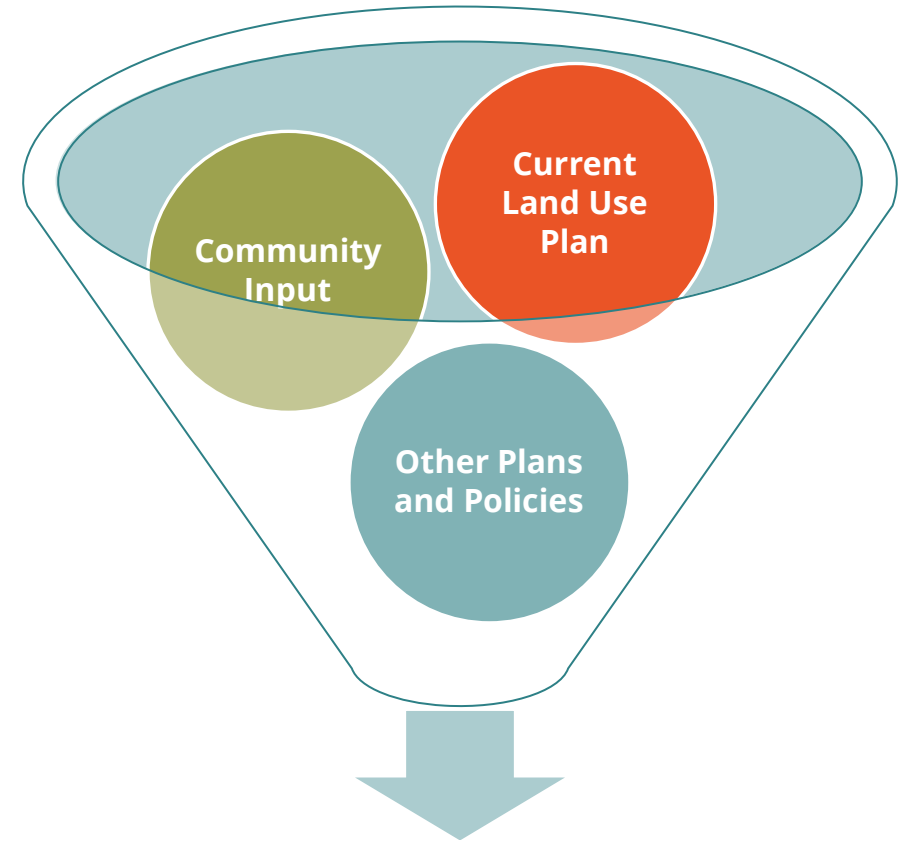 Current
Land Use
Plan
Community
Input
Other Plans
and Policies